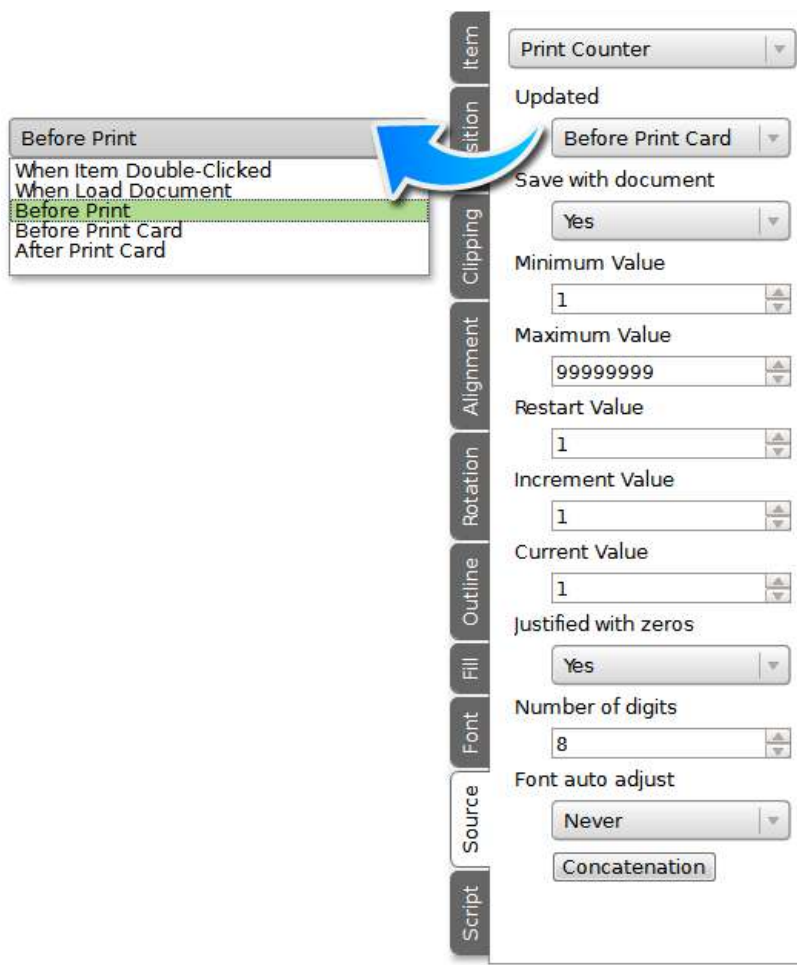 Before Print
When Item Double-Clicked
When Load Document
Before Print
Before Print Card
After Print Card
Item
sition
Clipping
Alignment
Rotation
Outline
Fill
Font
Source
Script
Print Counter
Updated
Before Print Card
Save with document
Yes
Minimum Value
1
Maximum Value
99999999
Restart Value
1
Increment Value
1
Current Value
1
Justified with zeros
Yes
Number of digits
8
Font auto adjust
Never
Concatenation